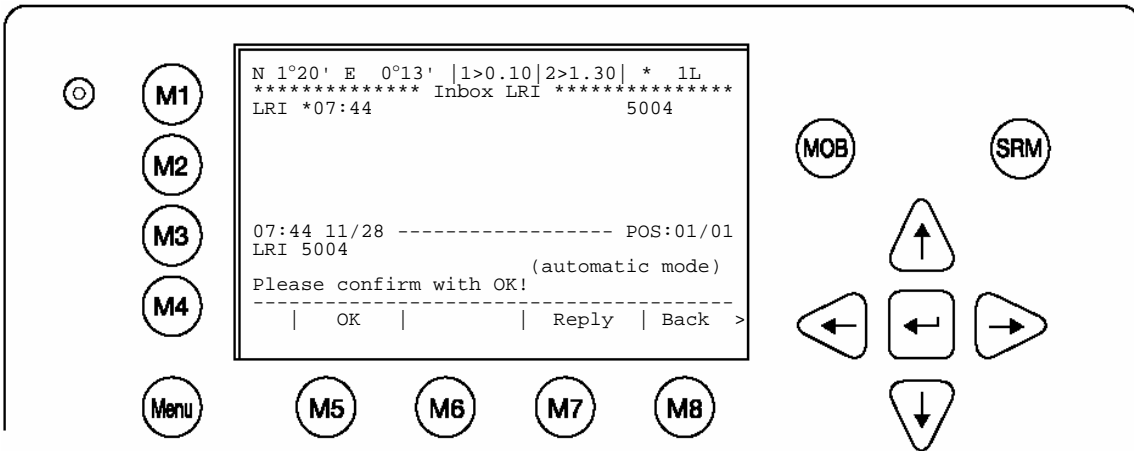 N 1°20' E  0°13' |1>0.10|2>1.30| *  1L
************** Inbox LRI ***************
LRI *07:44                     5004
07:44 11/28 ------------------ POS:01/01
LRI 5004
(automatic mode)
Please confirm with OK!
----------------------------------------
|   OK   |         |  Reply  | Back  >
M1
M2
M3
M4
Menu
M5
M6
M7
M8
MOB
SRM